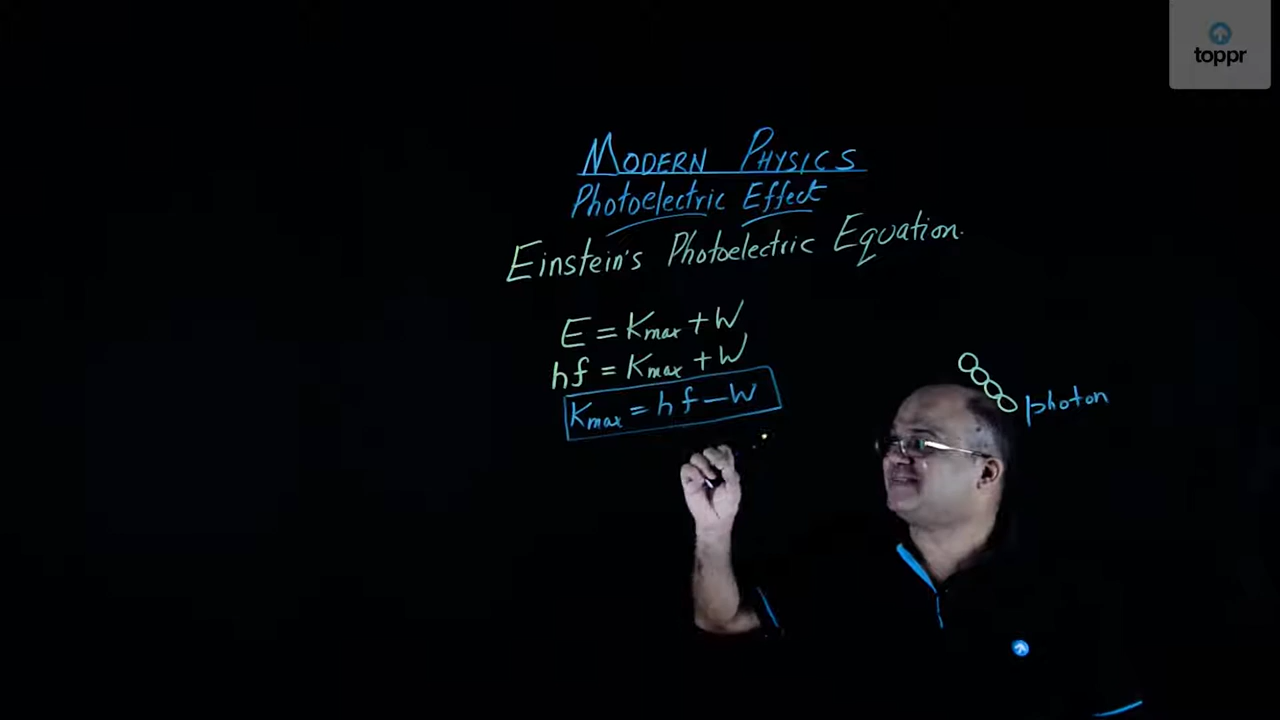 toppr
MODERN PHYSICS
Photoelectric Effect
Einstein's Photoelectric Equation.
E = Kmax + W
hf = Kmax + W
Kmax = hf - W
photon